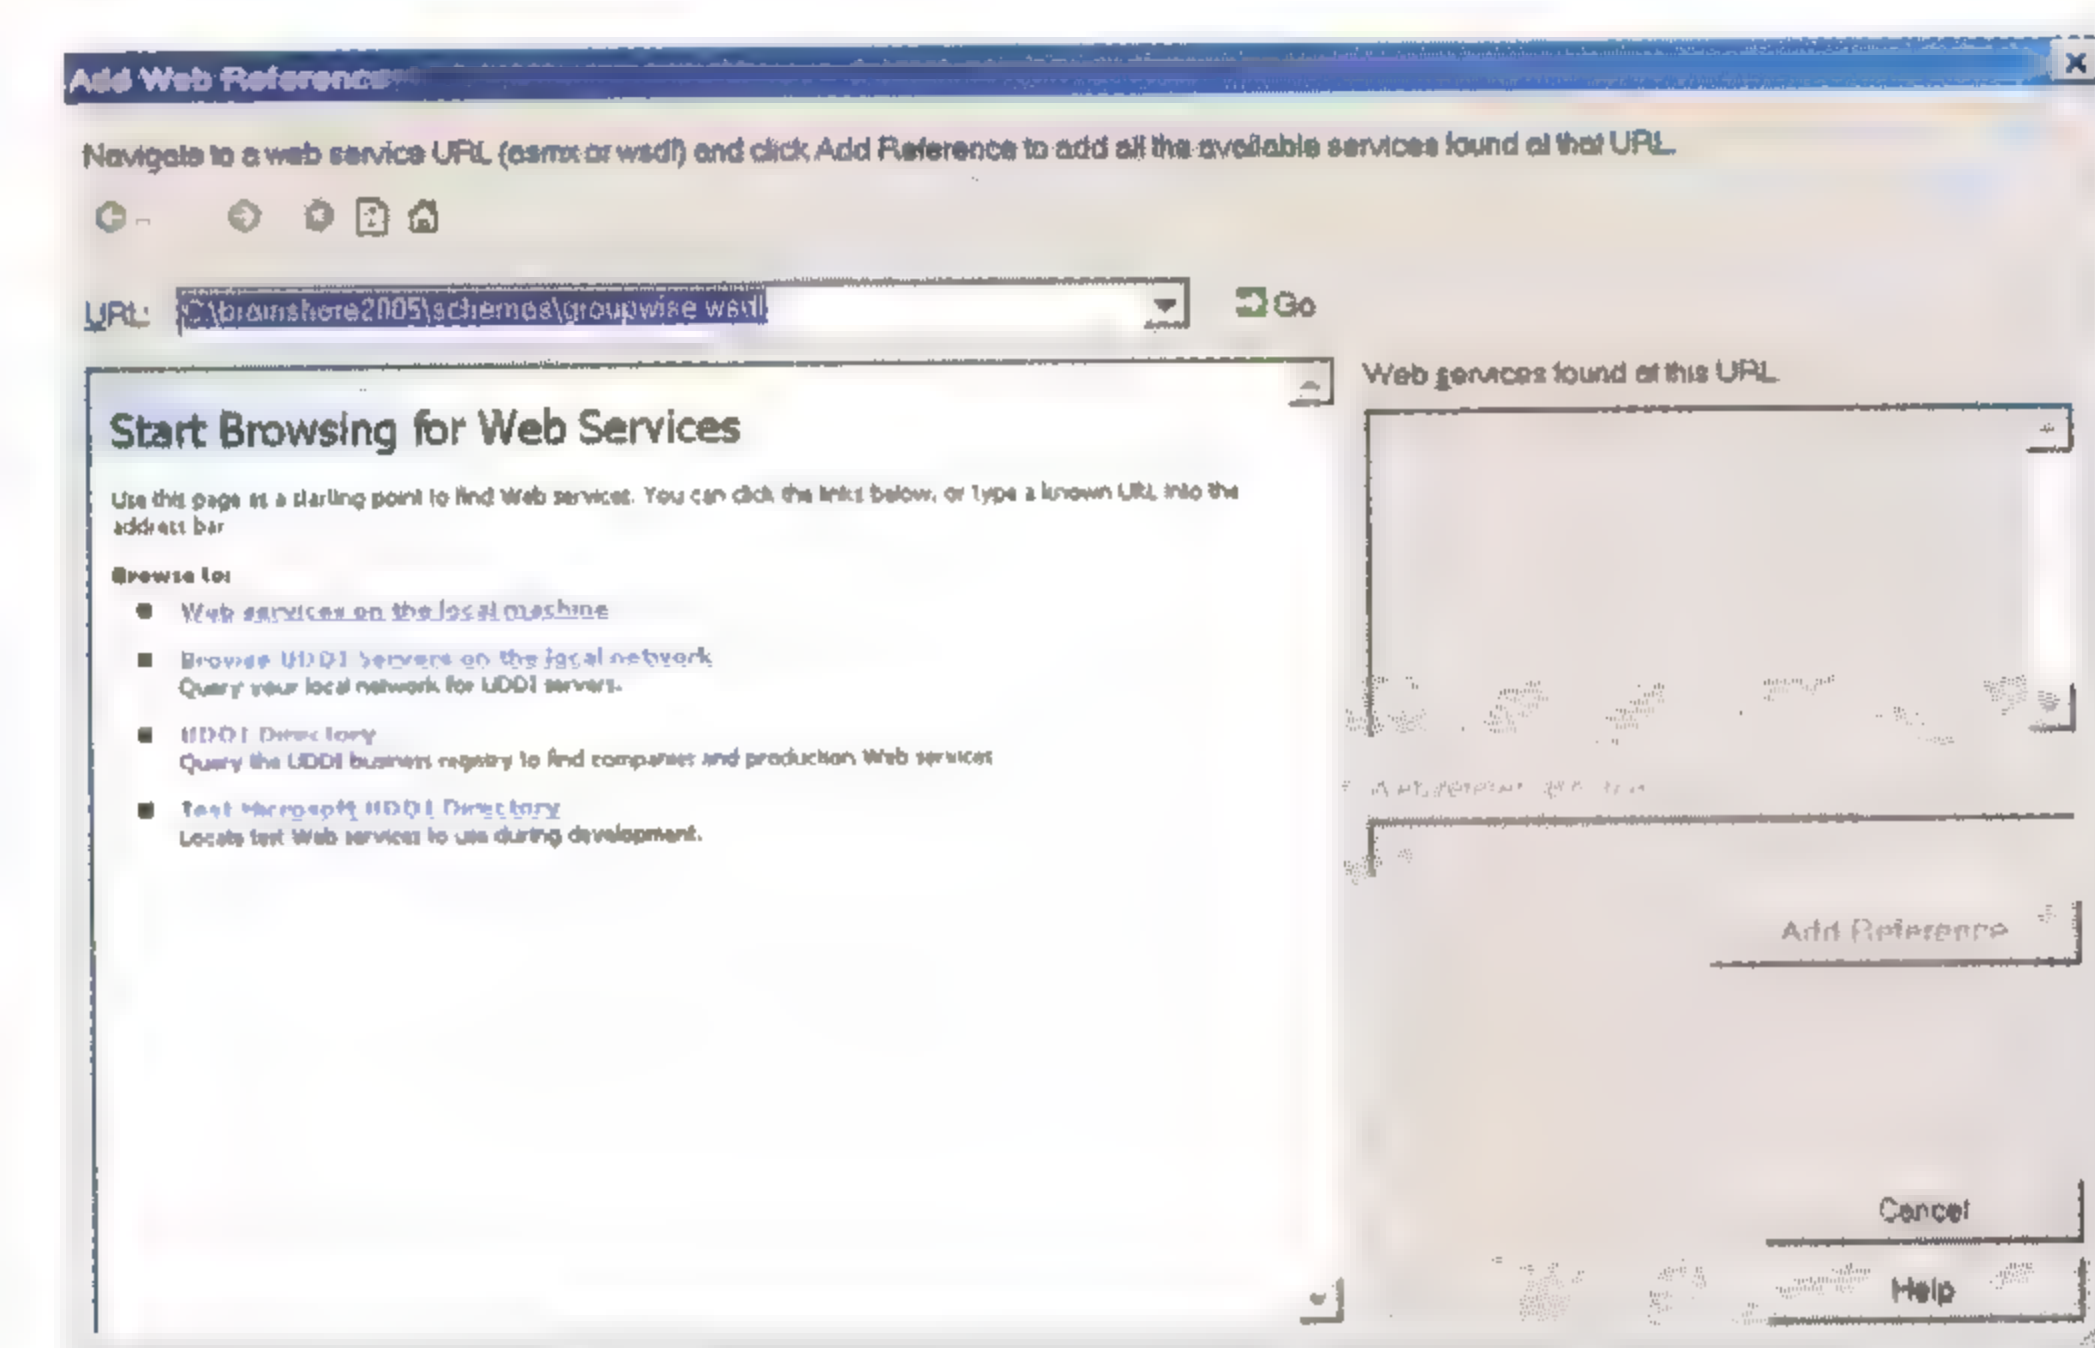 Add Web Reference
Navigate to a web service URL (asmx or wsdl) and click Add Reference to add all the available services found at that URL.
URL:
C:\brainshare2005\schemas\groupwise.wsdl
Go
Start Browsing for Web Services
Use this page as a starting point to find Web services. You can click the links below, or type a known URL into the
address bar
Browse to:
Web services on the local machine
Browse UDDI Servers on the local network
Query your local network for UDDI servers.
UDDI Directory
Query the UDDI business registry to find companies and production Web services
Test Microsoft UDDI Directory
Locate test Web services to use during development.
Web services found at this URL
Add Reference
Cancel
Help